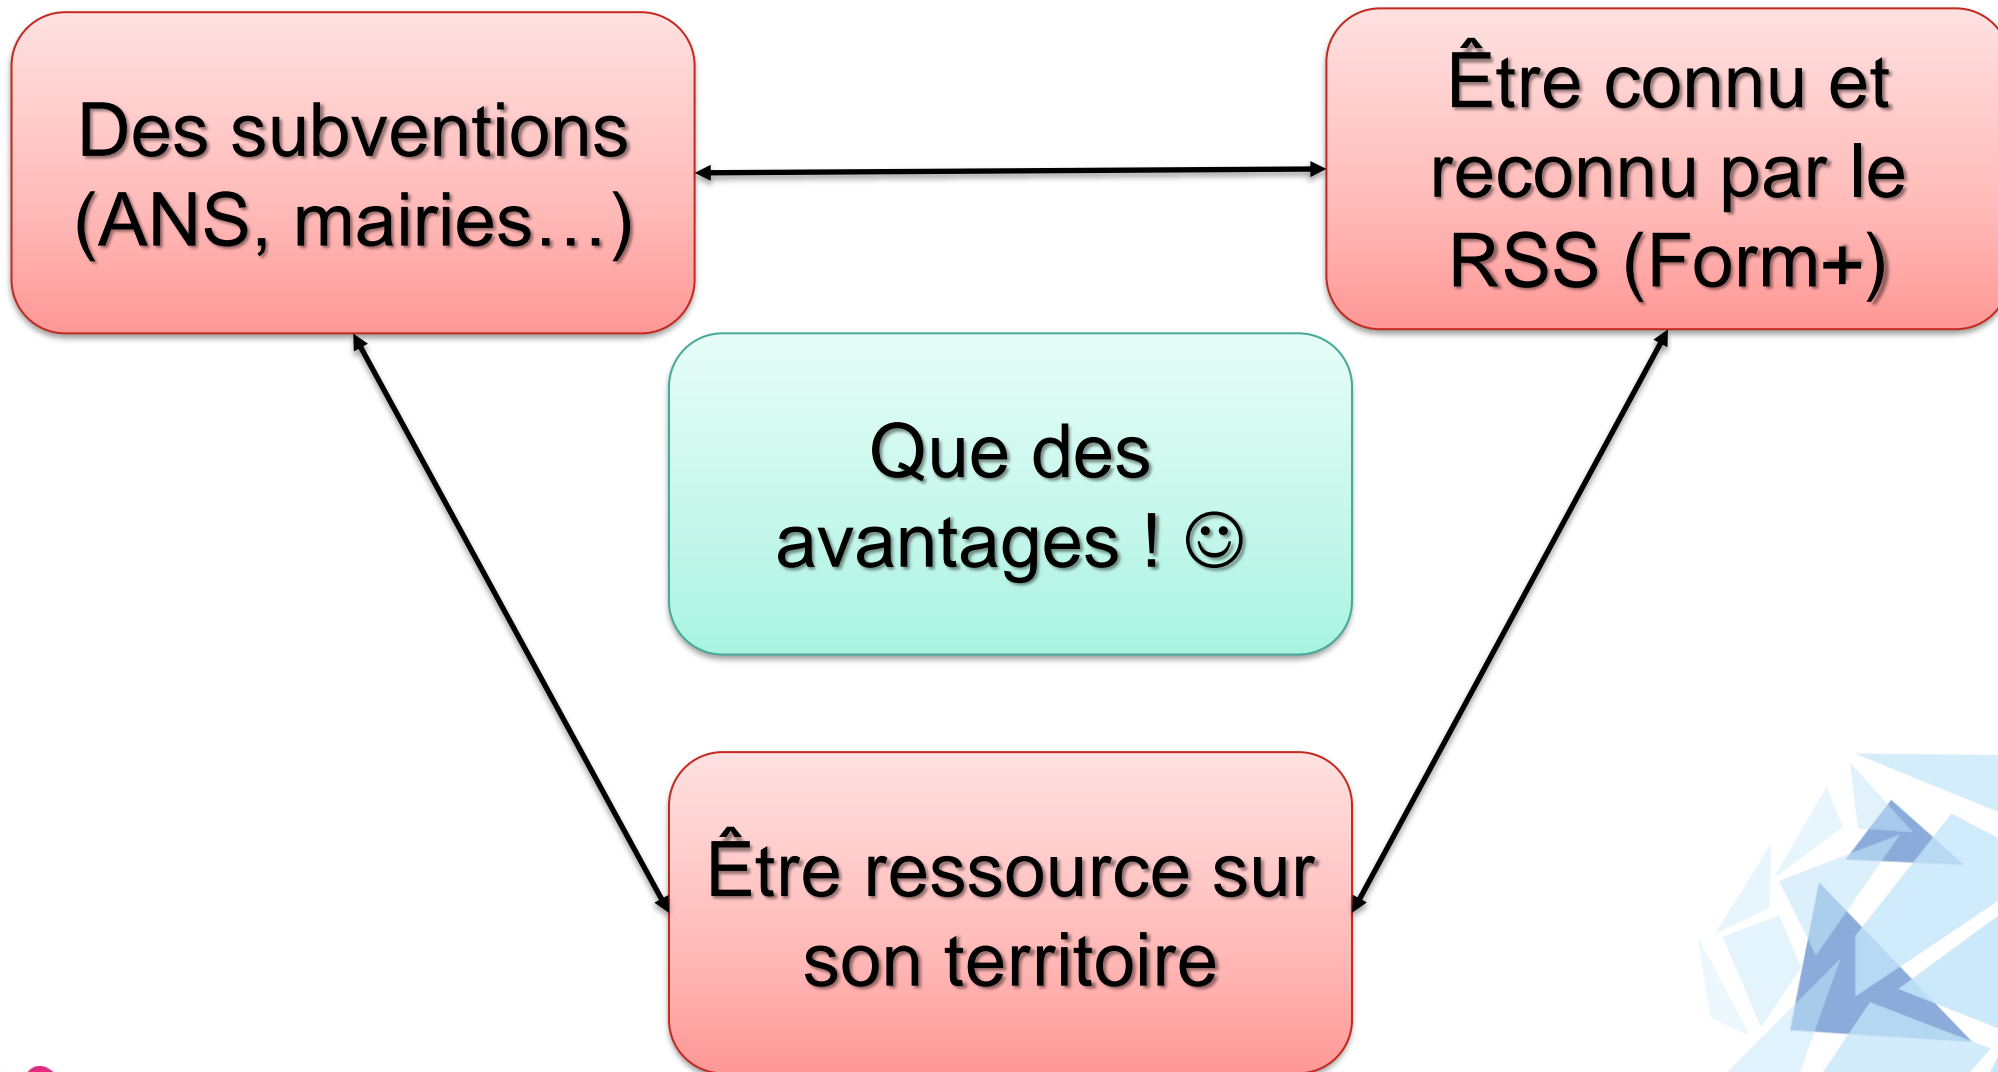 Des subventions
(ANS, mairies…)
Être connu et
reconnu par le
RSS (Form+)
Que des
avantages ! ☺
Être ressource sur
son territoire